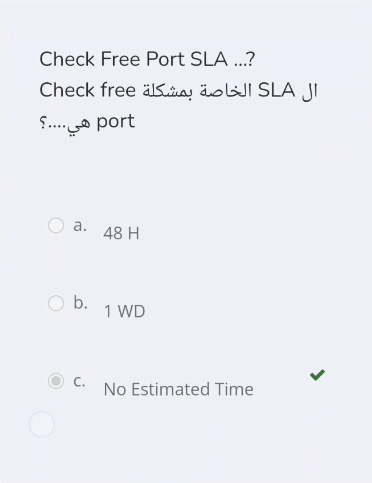 Check Free Port SLA ...?
ال SLA الخاصة بمشكلة Check free
port هي....؟
a. 48 H
b. 1 WD
c. No Estimated Time